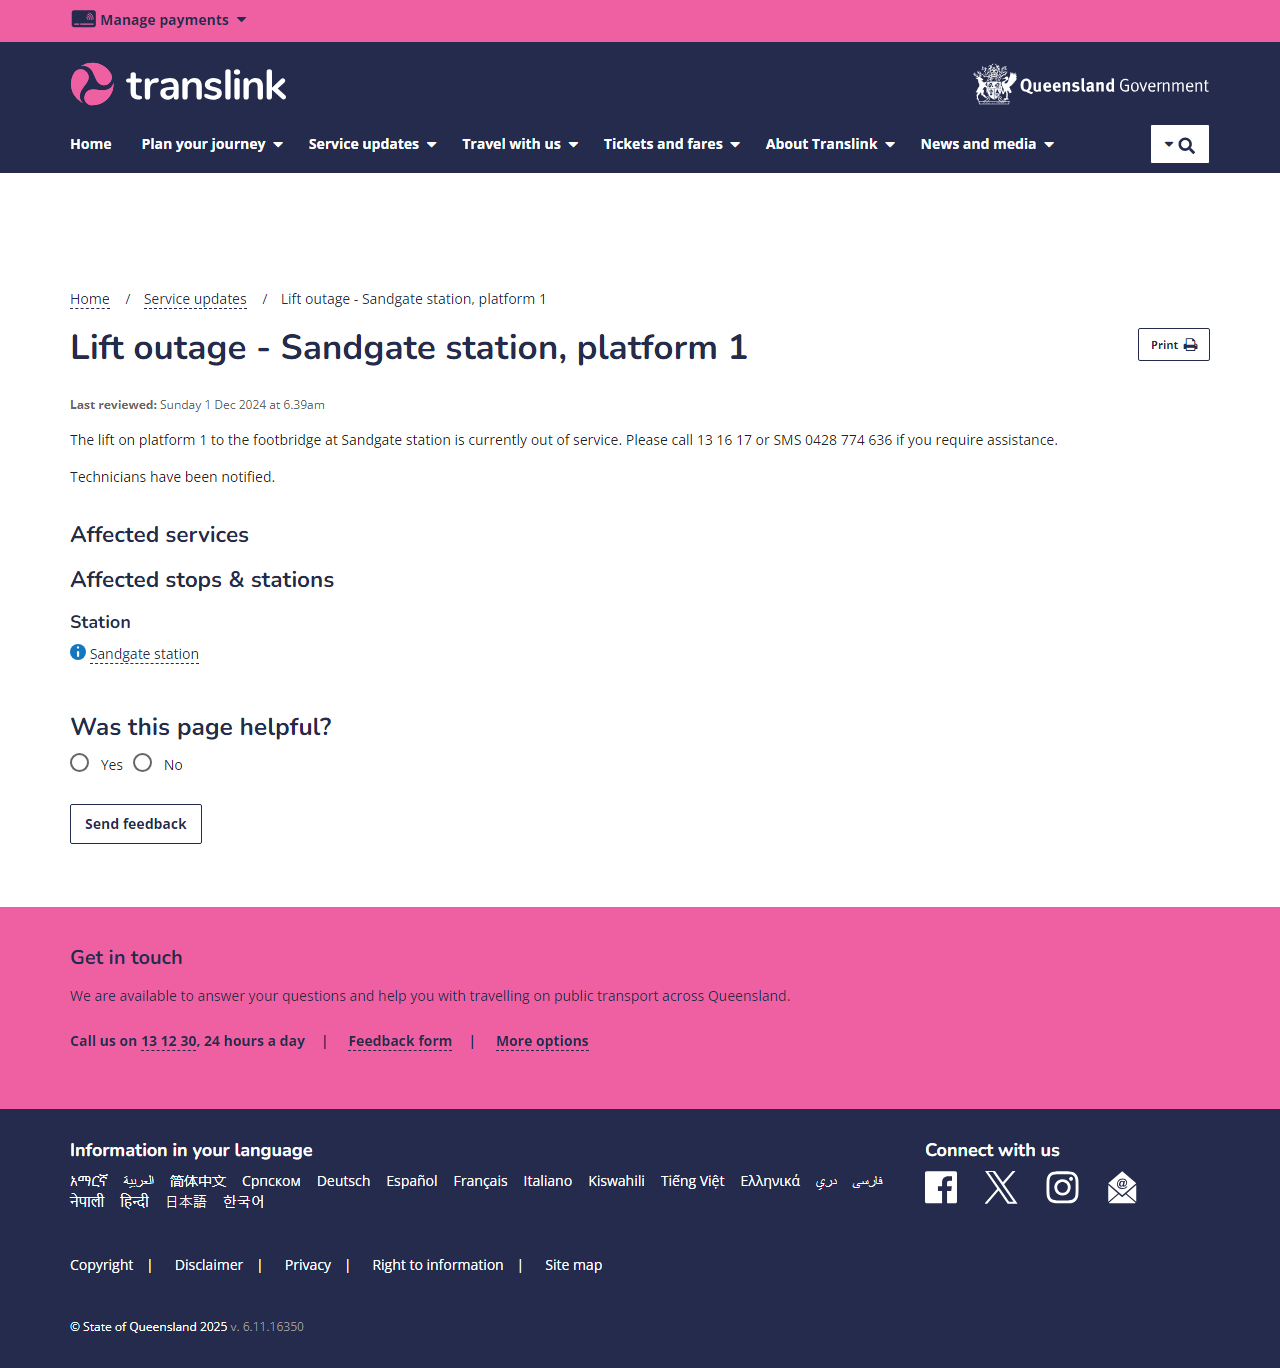 Manage payments
translink
Queensland Government
Home Plan your journey Service updates Travel with us Tickets and fares About Translink News and media
Home / Service updates / Lift outage - Sandgate station, platform 1
Lift outage - Sandgate station, platform 1
Print
Last reviewed: Sunday 1 Dec 2024 at 6.39am
The lift on platform 1 to the footbridge at Sandgate station is currently out of service. Please call 13 16 17 or SMS 0428 774 636 if you require assistance.
Technicians have been notified.
Affected services
Affected stops & stations
Station
Sandgate station
Was this page helpful?
Yes No
Send feedback
Get in touch
We are available to answer your questions and help you with travelling on public transport across Queensland.
Call us on 13 12 30, 24 hours a day | Feedback form | More options
Information in your language
አማርኛ العربية 简体中文 Српском Deutsch Español Français Italiano Kiswahili Tiếng Việt Ελληνικά دري فارسی
नेपाली हिन्दी 日本語 한국어
Connect with us
Copyright | Disclaimer | Privacy | Right to information | Site map
© State of Queensland 2025 v. 6.11.16350